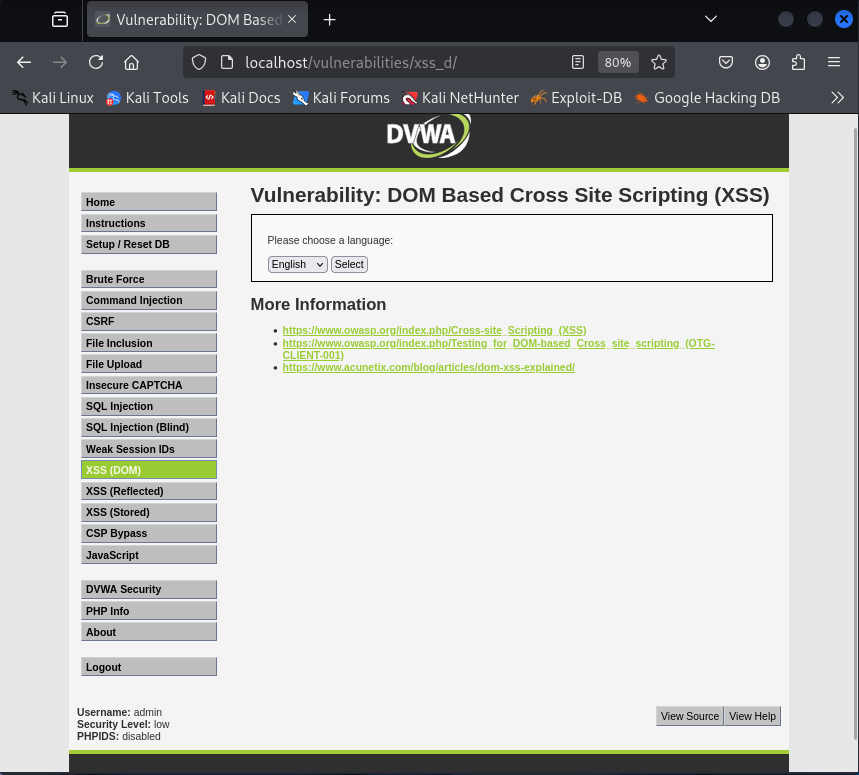 Vulnerability: DOM Based
localhost/vulnerabilities/xss_d/
80%
Kali Linux
Kali Tools
Kali Docs
Kali Forums
Kali NetHunter
Exploit-DB
Google Hacking DB
DVWA
Home
Instructions
Setup / Reset DB
Brute Force
Command Injection
CSRF
File Inclusion
File Upload
Insecure CAPTCHA
SQL Injection
SQL Injection (Blind)
Weak Session IDs
XSS (DOM)
XSS (Reflected)
XSS (Stored)
CSP Bypass
JavaScript
DVWA Security
PHP Info
About
Logout
Vulnerability: DOM Based Cross Site Scripting (XSS)
Please choose a language:
English
Select
More Information
https://www.owasp.org/index.php/Cross-site_Scripting_(XSS)
https://www.owasp.org/index.php/Testing_for_DOM-based_Cross_site_scripting_(OTG-
CLIENT-001)
https://www.acunetix.com/blog/articles/dom-xss-explained/
Username: admin
Security Level: low
PHPIDS: disabled
View Source
View Help